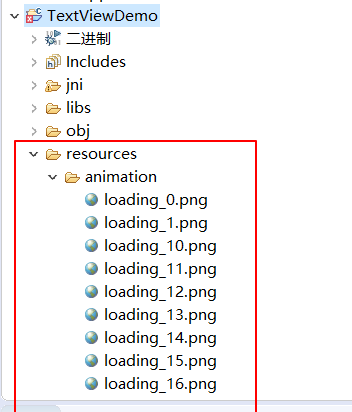 TextViewDemo
二进制
Includes
jni
libs
obj
resources
animation
loading_0.png
loading_1.png
loading_10.png
loading_11.png
loading_12.png
loading_13.png
loading_14.png
loading_15.png
loading_16.png